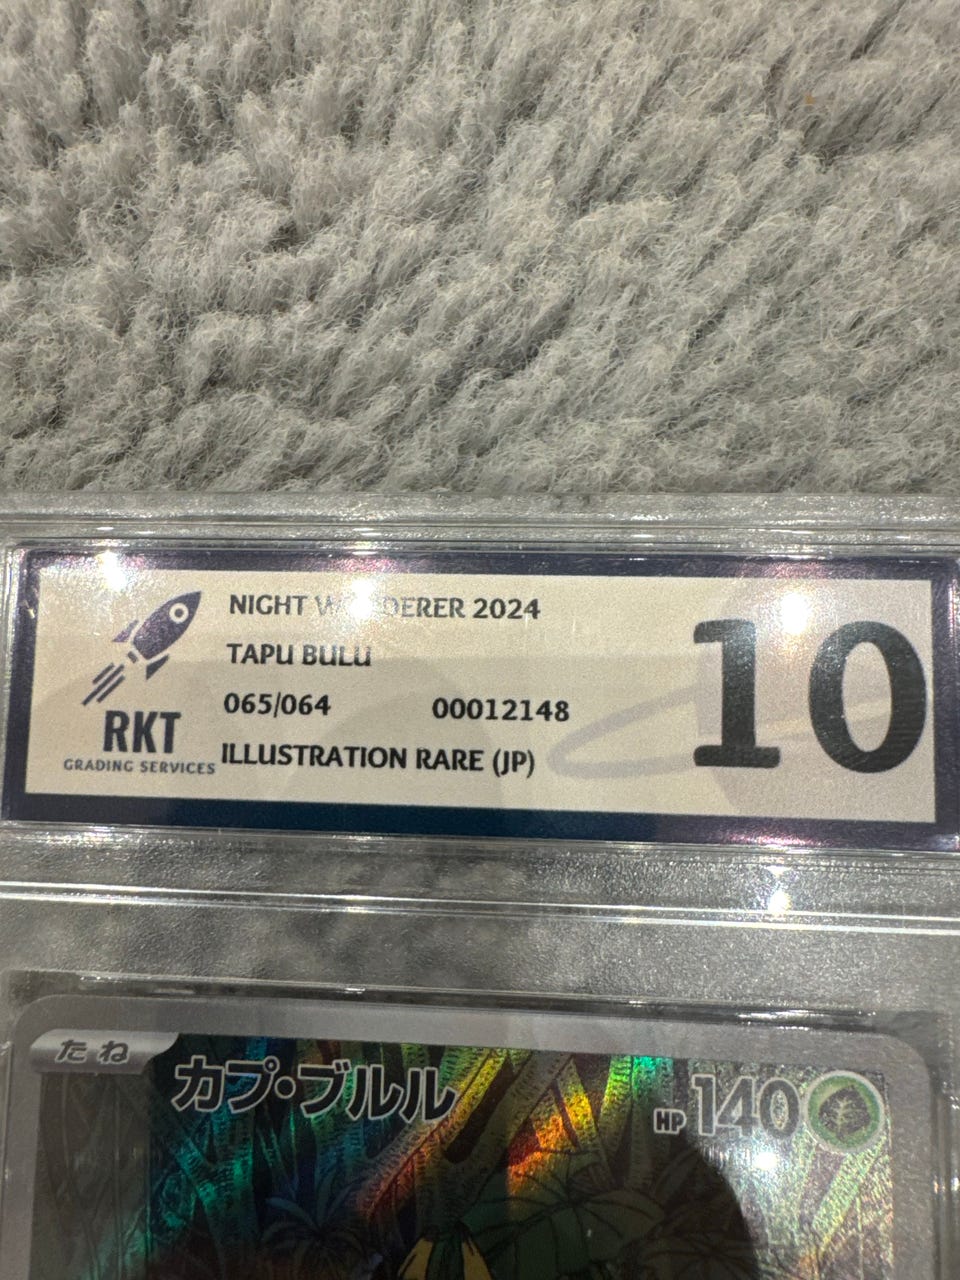 NIGHT WANDERER 2024
TAPU BULU
065/064 00012148
ILLUSTRATION RARE (JP)
10
RKT
GRADING SERVICES
たね
カプ・ブルル
HP 140